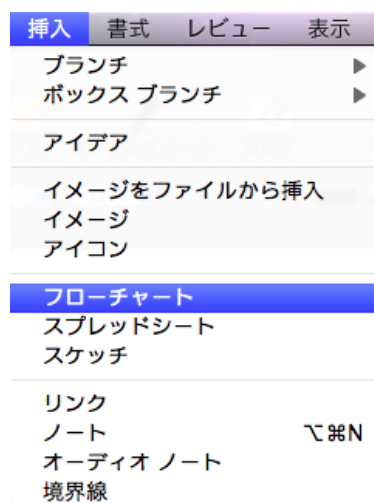 挿入 書式 レビュー 表示
ブランチ
ボックス ブランチ
アイデア
イメージをファイルから挿入
イメージ
アイコン
フローチャート
スプレッドシート
スケッチ
リンク
ノート ⌥⌘N
オーディオ ノート
境界線